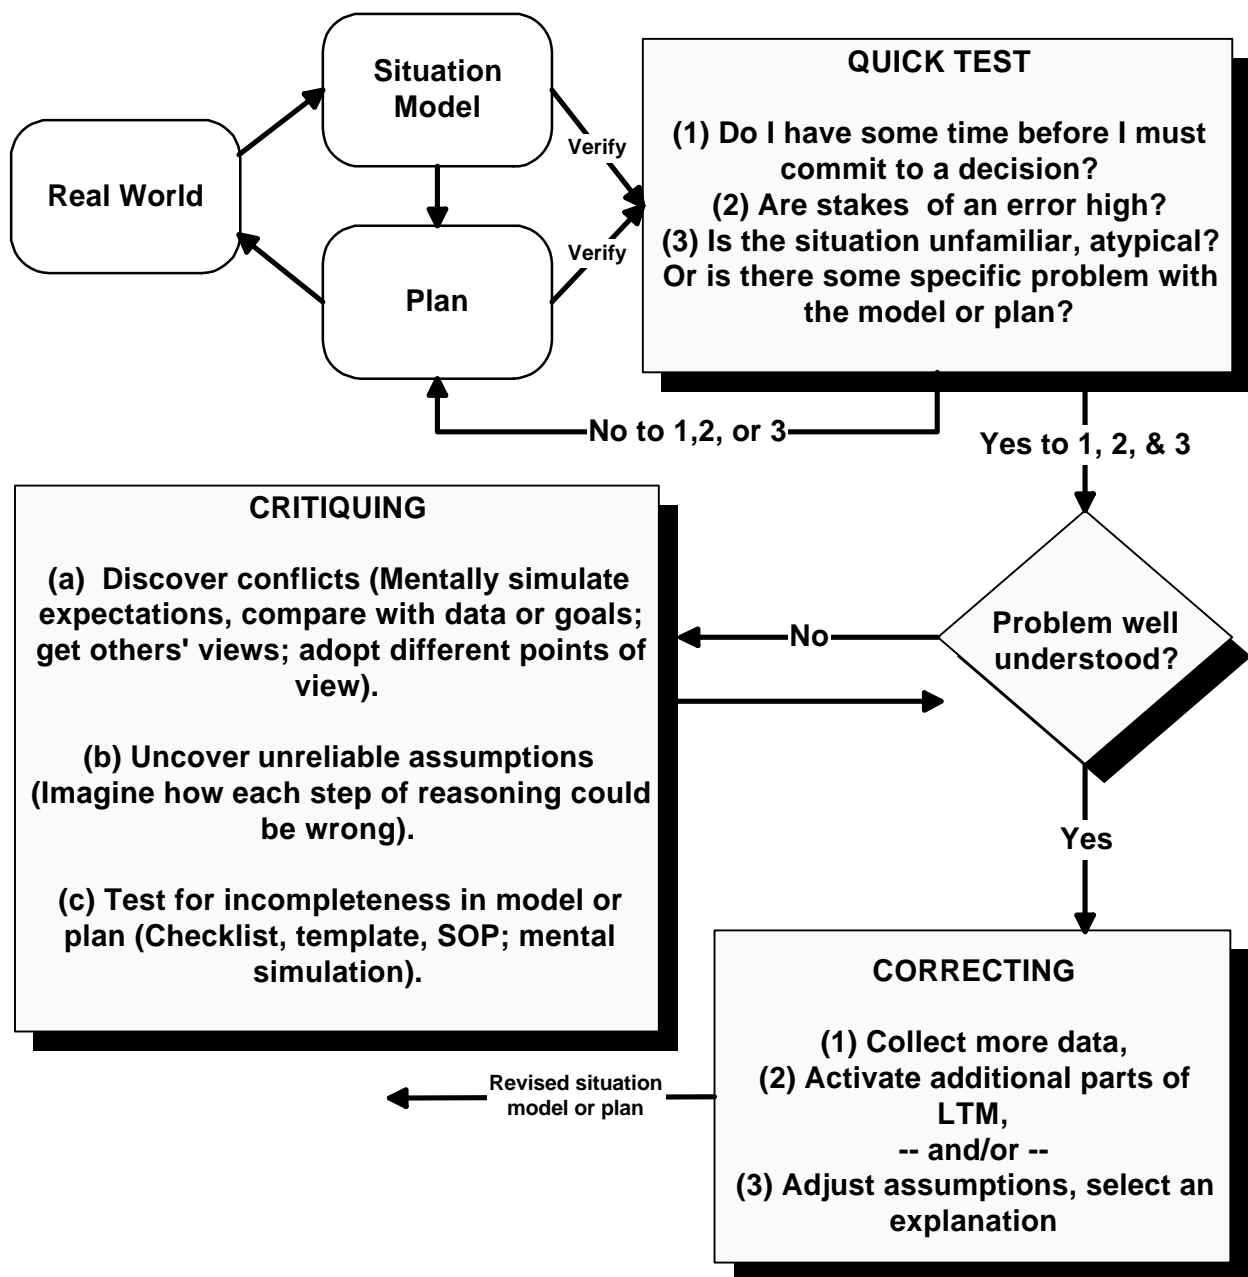 Situation
Model
Real World
Plan
Verify
Verify
QUICK TEST
(1) Do I have some time before I must
commit to a decision?
(2) Are stakes of an error high?
(3) Is the situation unfamiliar, atypical?
Or is there some specific problem with
the model or plan?
No to 1,2, or 3
Yes to 1, 2, & 3
CRITIQUING
(a) Discover conflicts (Mentally simulate
expectations, compare with data or goals;
get others' views; adopt different points of
view).
(b) Uncover unreliable assumptions
(Imagine how each step of reasoning could
be wrong).
(c) Test for incompleteness in model or
plan (Checklist, template, SOP; mental
simulation).
No
Problem well
understood?
Yes
CORRECTING
(1) Collect more data,
(2) Activate additional parts of
LTM,
-- and/or --
(3) Adjust assumptions, select an
explanation
Revised situation
model or plan